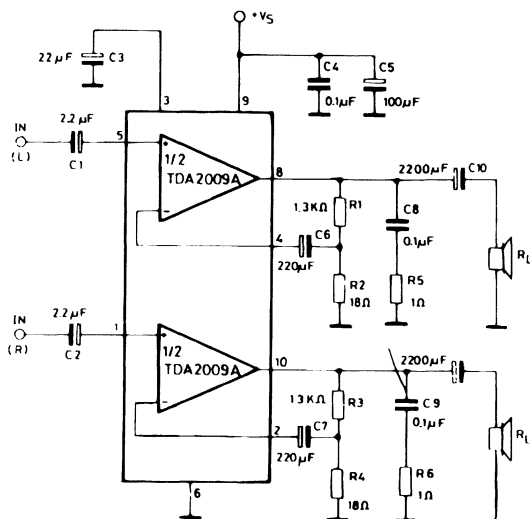 +VS
22µF
C3
C4
0.1µF
C5
100µF
3
9
IN
(L)
2.2µF
C1
5
1/2
TDA2009A
8
2200µF
C10
1.3KΩ
R1
C8
0.1µF
4
C6
220µF
R2
18Ω
R5
1Ω
RL
IN
(R)
2.2µF
C2
1
1/2
TDA2009A
10
2200µF
13KΩ
R3
C9
0.1µF
2
C7
220µF
R4
18Ω
R6
1Ω
RL
6